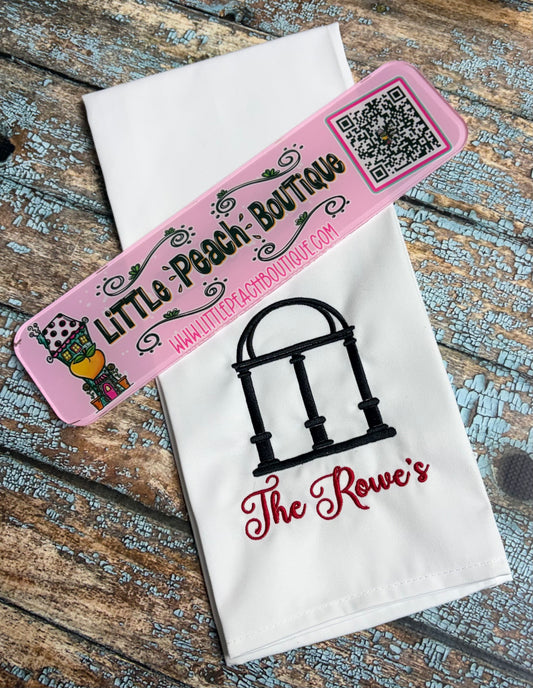 Little Peach Boutique
www.littlepeachboutique.com
The Rowe's